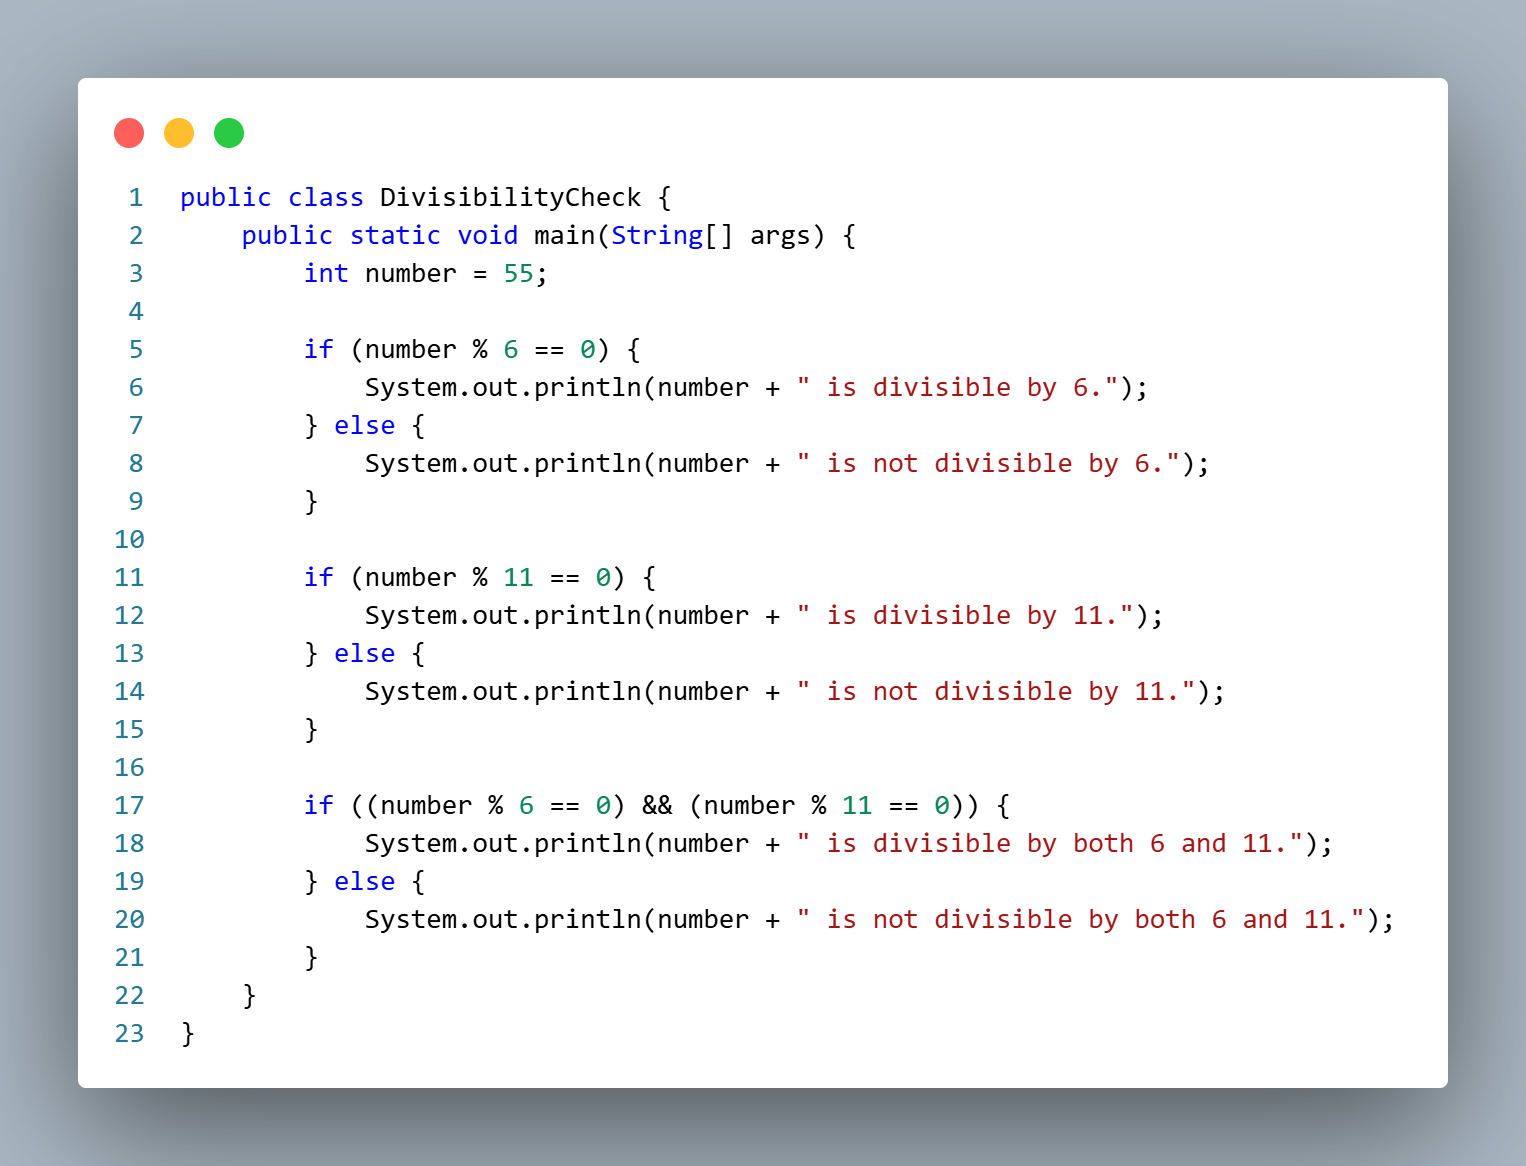 1 public class DivisibilityCheck {
2     public static void main(String[] args) {
3         int number = 55;
4
5         if (number % 6 == 0) {
6             System.out.println(number + " is divisible by 6.");
7         } else {
8             System.out.println(number + " is not divisible by 6.");
9         }
10
11         if (number % 11 == 0) {
12             System.out.println(number + " is divisible by 11.");
13         } else {
14             System.out.println(number + " is not divisible by 11.");
15         }
16
17         if ((number % 6 == 0) && (number % 11 == 0)) {
18             System.out.println(number + " is divisible by both 6 and 11.");
19         } else {
20             System.out.println(number + " is not divisible by both 6 and 11.");
21         }
22     }
23 }